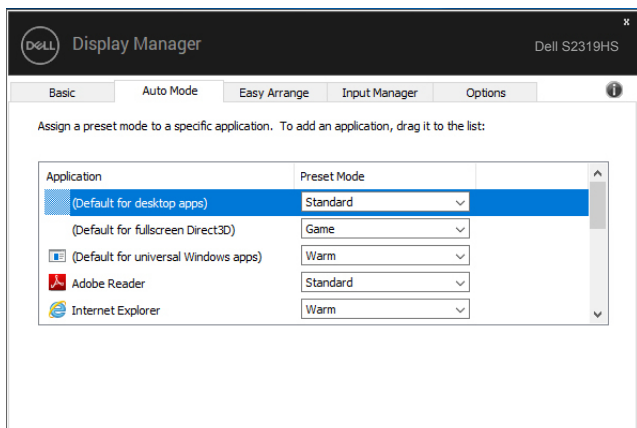 x
DELL Display Manager Dell S2319HS
Basic Auto Mode Easy Arrange Input Manager Options
Assign a preset mode to a specific application. To add an application, drag it to the list:
Application Preset Mode
(Default for desktop apps) Standard
(Default for fullscreen Direct3D) Game
(Default for universal Windows apps) Warm
Adobe Reader Standard
Internet Explorer Warm